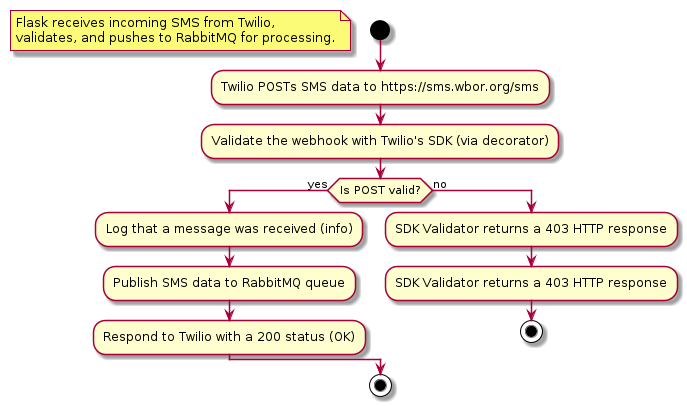 Flask receives incoming SMS from Twilio,
validates, and pushes to RabbitMQ for processing.
Twilio POSTs SMS data to https://sms.wbor.org/sms
Validate the webhook with Twilio's SDK (via decorator)
Is POST valid?
yes
no
Log that a message was received (info)
SDK Validator returns a 403 HTTP response
Publish SMS data to RabbitMQ queue
SDK Validator returns a 403 HTTP response
Respond to Twilio with a 200 status (OK)